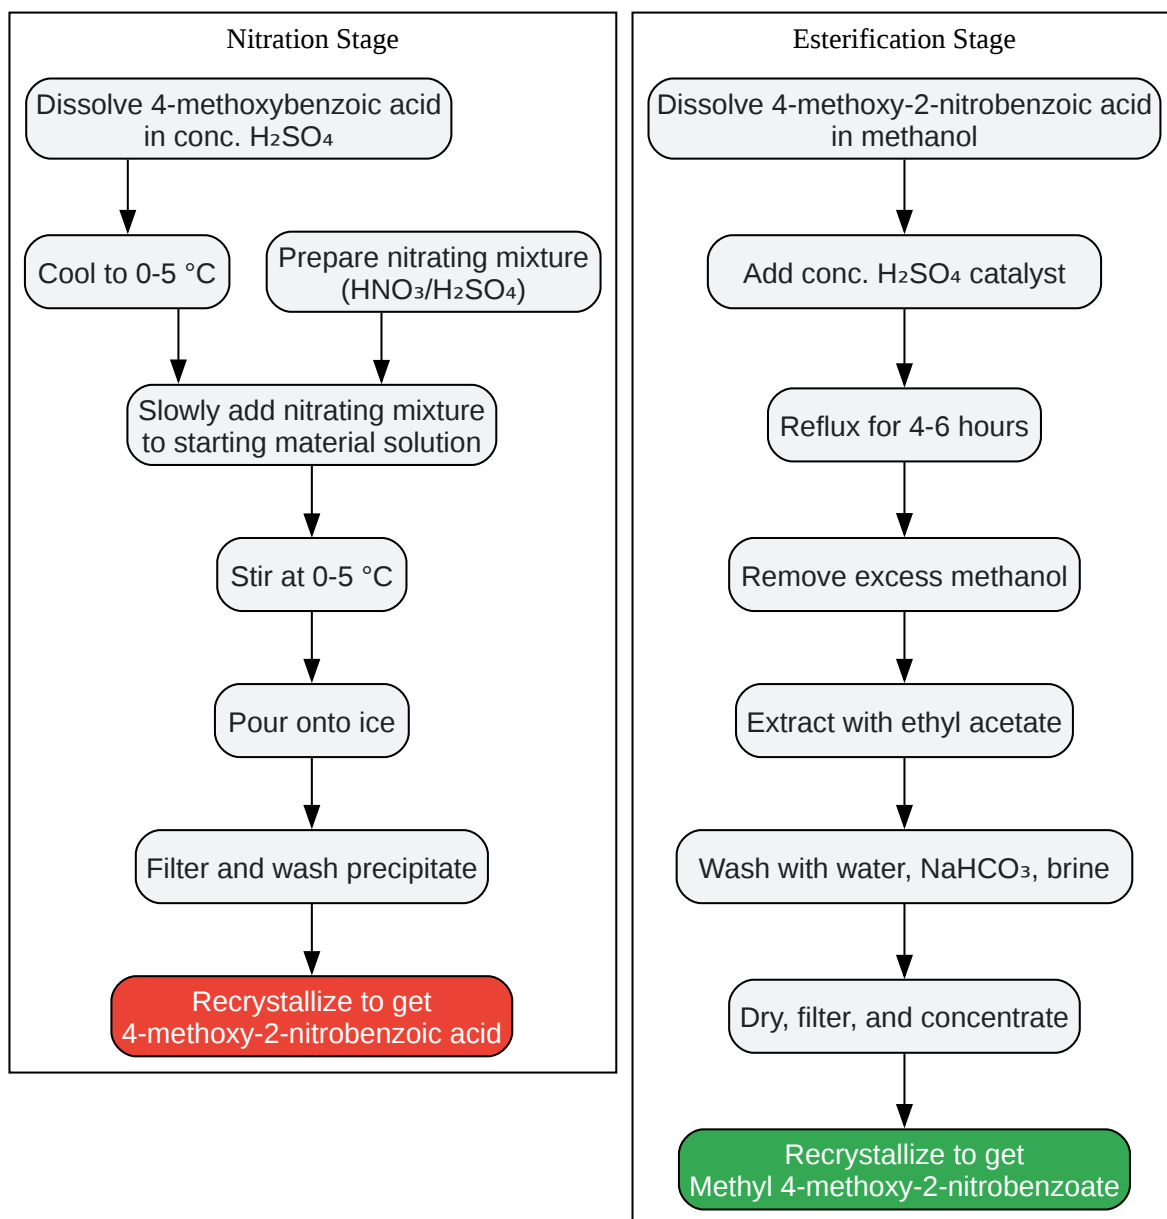 Nitration Stage
Dissolve 4-methoxybenzoic acid
in conc. H₂SO₄
Cool to 0-5 °C
Prepare nitrating mixture
(HNO₃/H₂SO₄)
Slowly add nitrating mixture
to starting material solution
Stir at 0-5 °C
Pour onto ice
Filter and wash precipitate
Recrystallize to get
4-methoxy-2-nitrobenzoic acid
Esterification Stage
Dissolve 4-methoxy-2-nitrobenzoic acid
in methanol
Add conc. H₂SO₄ catalyst
Reflux for 4-6 hours
Remove excess methanol
Extract with ethyl acetate
Wash with water, NaHCO₃, brine
Dry, filter, and concentrate
Recrystallize to get
Methyl 4-methoxy-2-nitrobenzoate